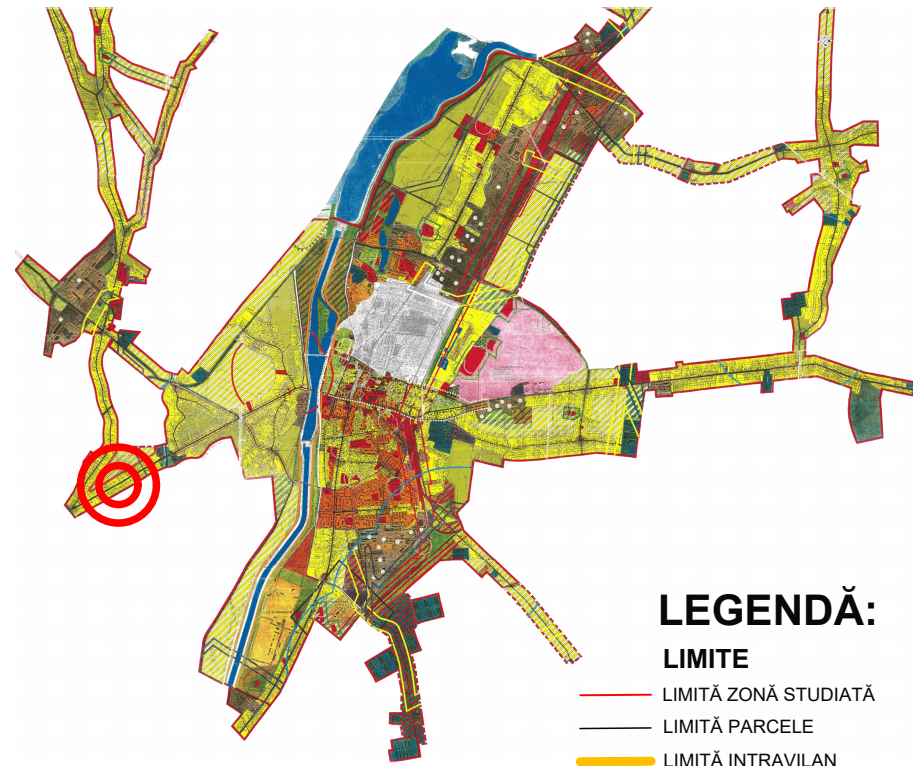 LEGENDĂ:
LIMITE
LIMITĂ ZONĂ STUDIATĂ
LIMITĂ PARCELE
LIMITĂ INTRAVILAN